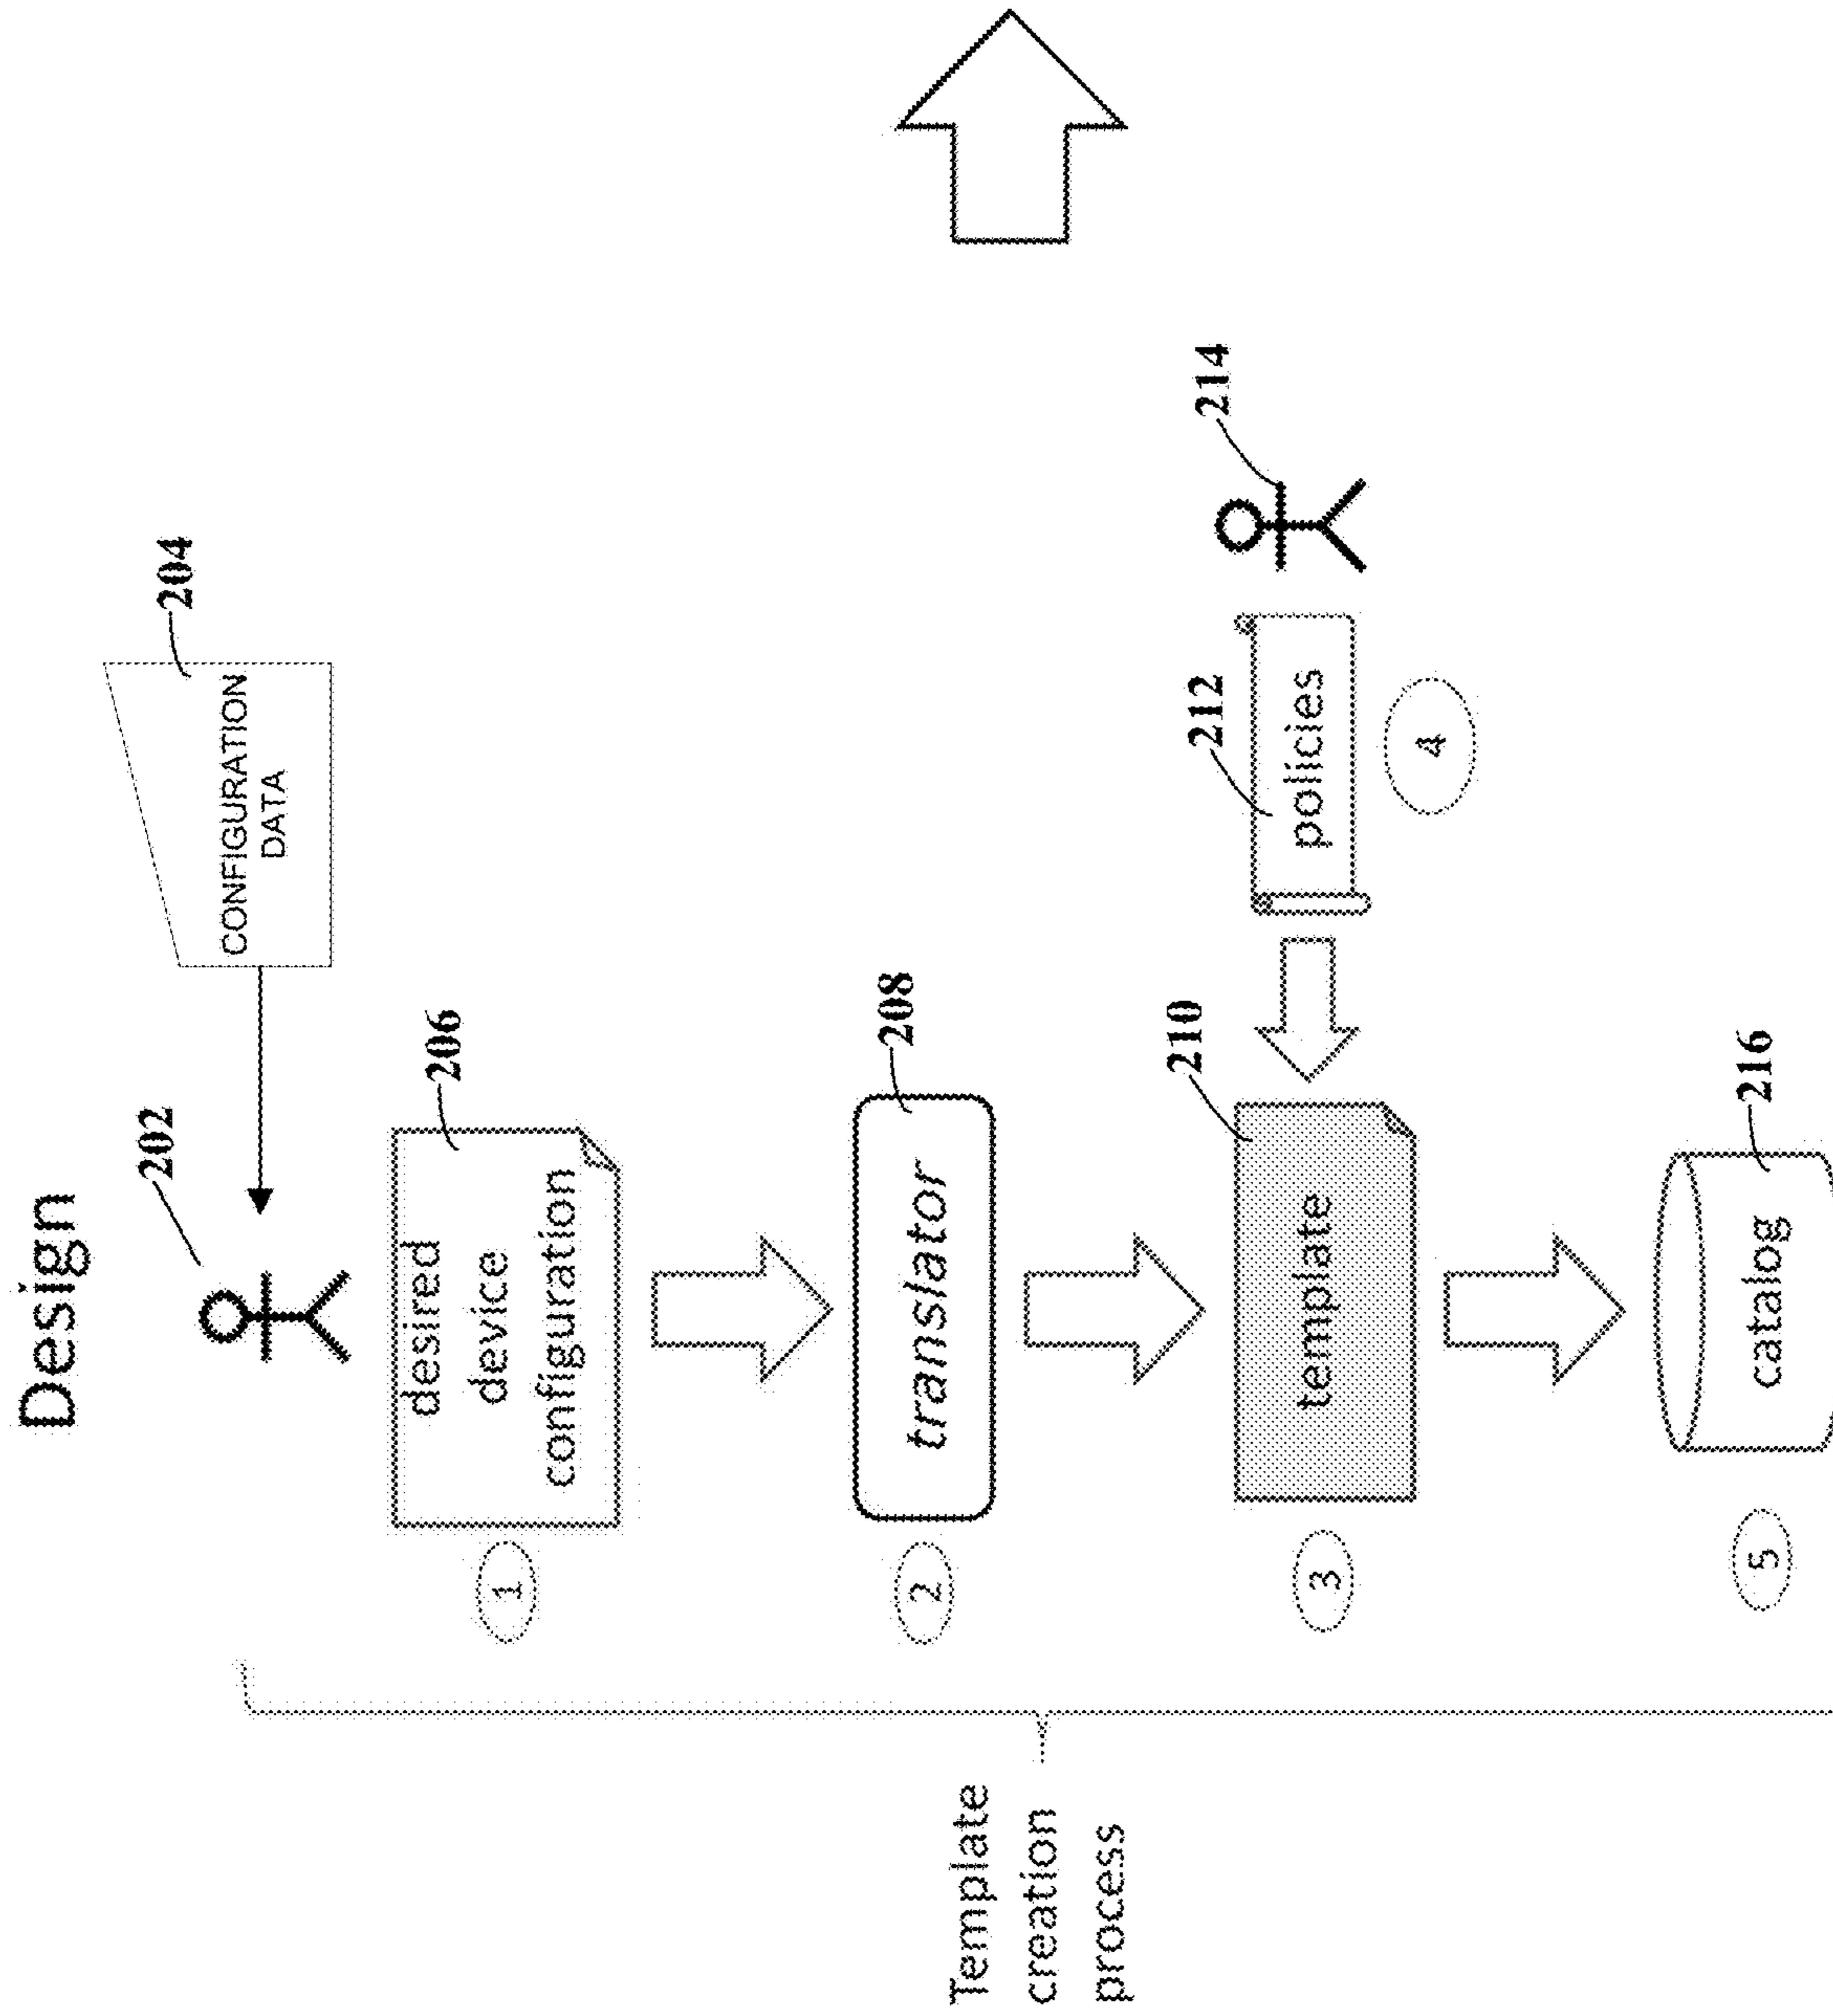 Design
202
204
CONFIGURATION
DATA
desired
device
configuration
206
1
translator
208
2
Template
creation
process
template
210
3
212
policies
214
4
catalog
216
5